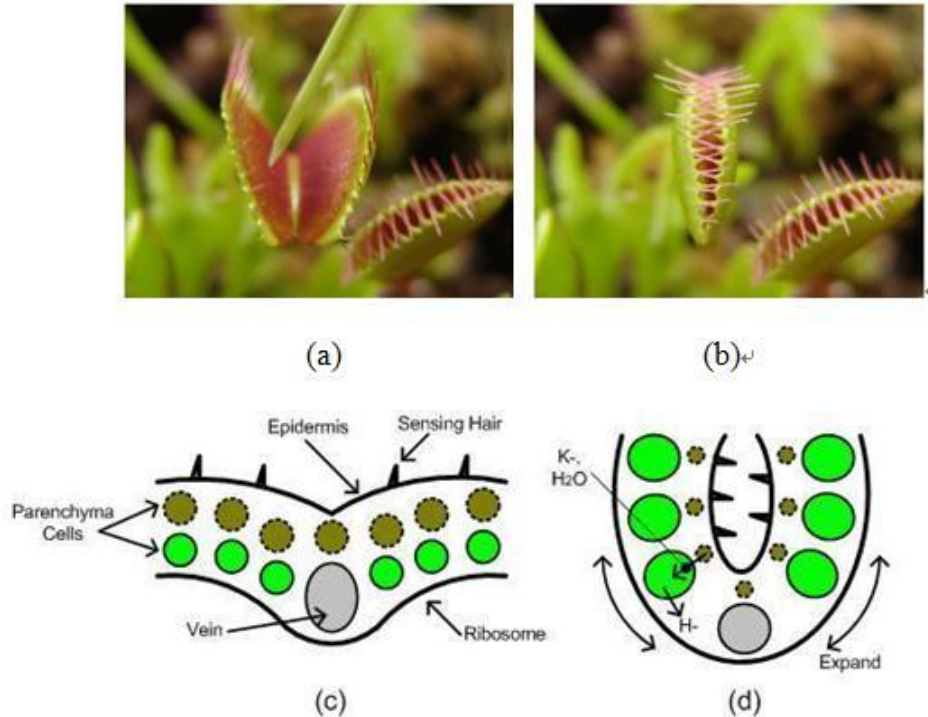 (a)
(b)↵
Epidermis
Sensing Hair
Parenchyma
Cells
Vein
Ribosome
K-,
H2O
H-
Expand
(c)
(d)